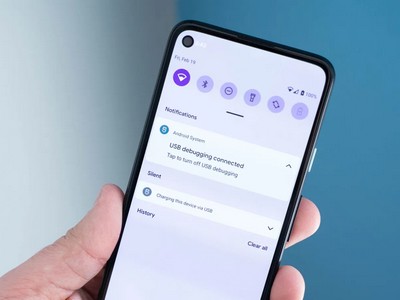 Fri, Feb 19
100%
Notifications
Android System
USB debugging connected
Tap to turn off USB debugging
Silent
Charging this device via USB
History
Clear all